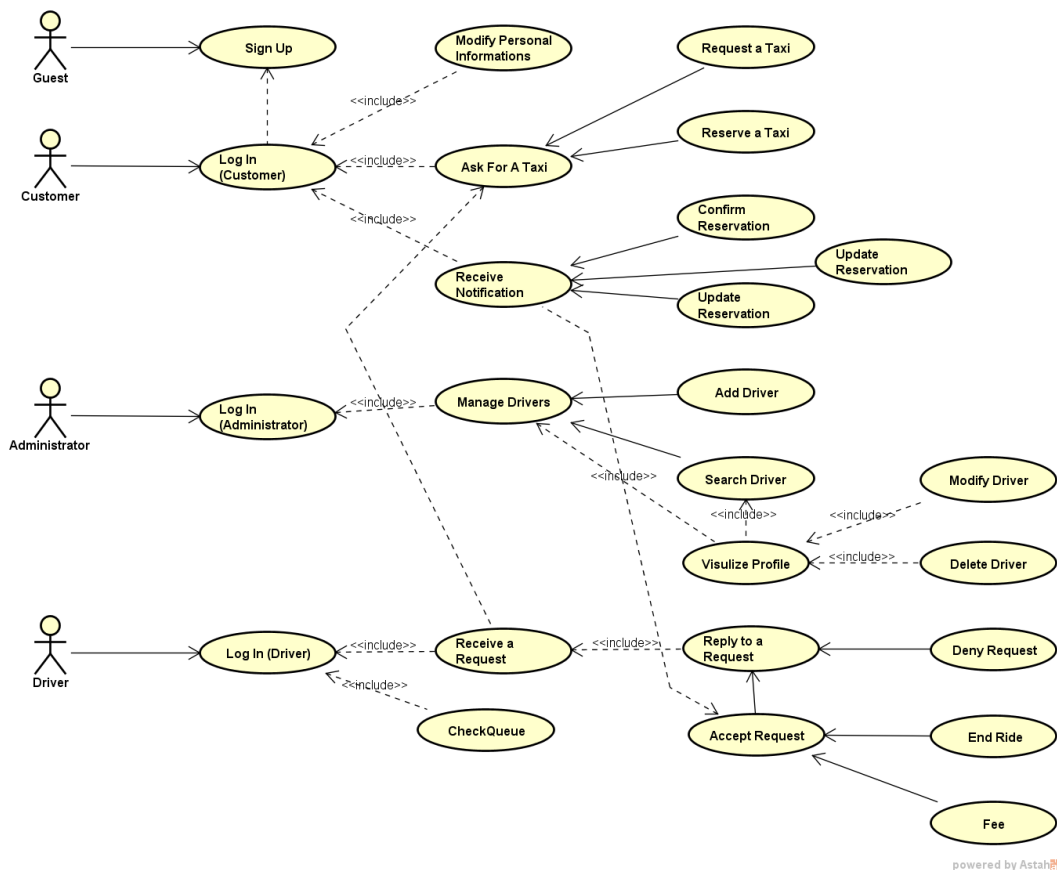 Guest
Sign Up
Modify Personal
Informations
Request a Taxi
<<include>>
Customer
Log In
(Customer)
<<include>>
Ask For A Taxi
Reserve a Taxi
<<include>>
Receive
Notification
Confirm
Reservation
Update
Reservation
Update
Reservation
Administrator
Log In
(Administrator)
<<include>>
Manage Drivers
Add Driver
<<include>>
Search Driver
<<include>>
Visulize Profile
<<include>>
Modify Driver
<<include>>
Delete Driver
Driver
Log In (Driver)
<<include>>
Receive a
Request
<<include>>
Reply to a
Request
Deny Request
<<include>>
CheckQueue
Accept Request
End Ride
Fee
powered by Astah